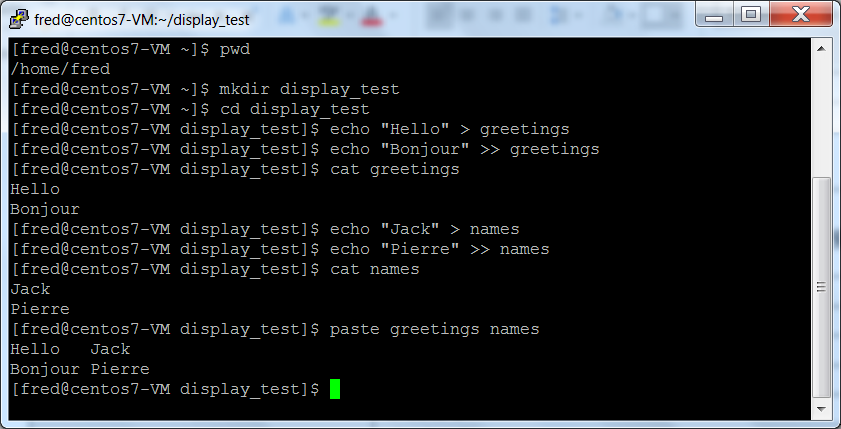 fred@centos7-VM:~/display_test
[fred@centos7-VM ~]$ pwd
/home/fred
[fred@centos7-VM ~]$ mkdir display_test
[fred@centos7-VM ~]$ cd display_test
[fred@centos7-VM display_test]$ echo "Hello" > greetings
[fred@centos7-VM display_test]$ echo "Bonjour" >> greetings
[fred@centos7-VM display_test]$ cat greetings
Hello
Bonjour
[fred@centos7-VM display_test]$ echo "Jack" > names
[fred@centos7-VM display_test]$ echo "Pierre" >> names
[fred@centos7-VM display_test]$ cat names
Jack
Pierre
[fred@centos7-VM display_test]$ paste greetings names
Hello   Jack
Bonjour Pierre
[fred@centos7-VM display_test]$